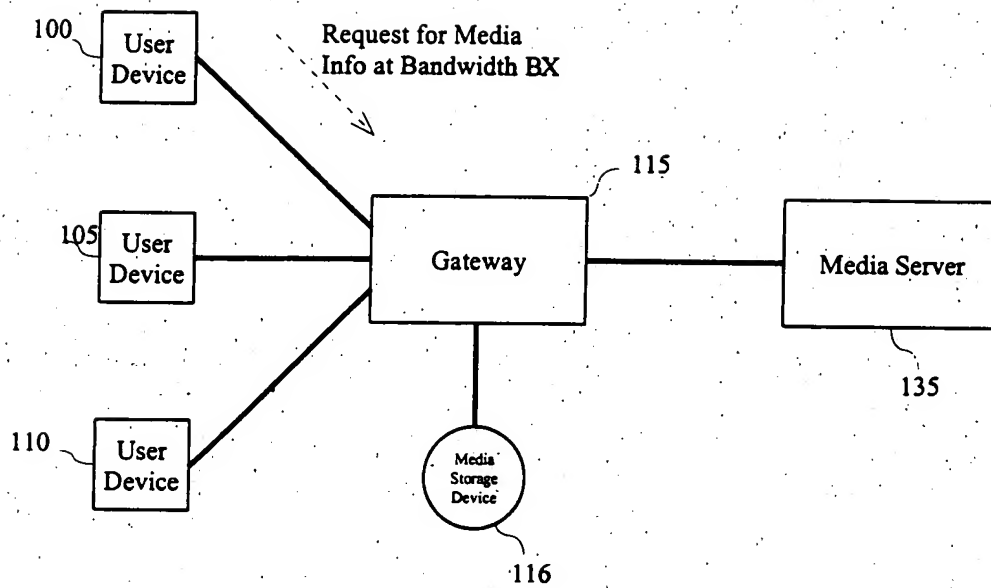 100
User
Device
Request for Media
Info at Bandwidth BX
115
105
User
Device
Gateway
Media Server
135
110
User
Device
Media
Storage
Device
116